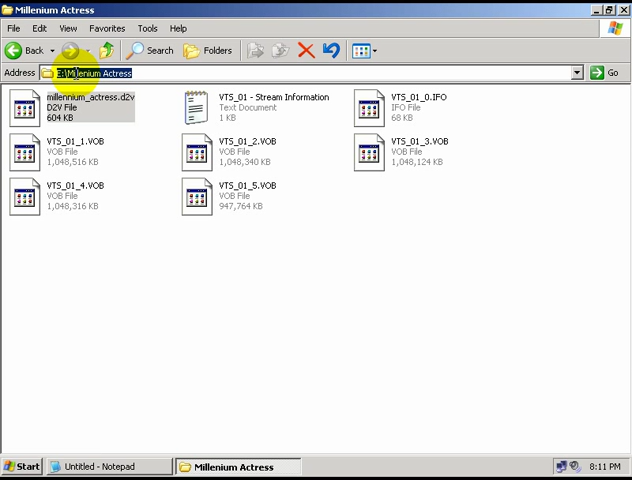 Millenium Actress
File Edit View Favorites Tools Help
Back Search Folders
Address E:\Millenium Actress Go
millennium_actress.d2v
D2V File
604 KB
VTS_01 - Stream Information
Text Document
1 KB
VTS_01_0.IFO
IFO File
68 KB
VTS_01_1.VOB
VOB File
1,048,516 KB
VTS_01_2.VOB
VOB File
1,048,340 KB
VTS_01_3.VOB
VOB File
1,048,124 KB
VTS_01_4.VOB
VOB File
1,048,316 KB
VTS_01_5.VOB
VOB File
947,764 KB
Start Untitled - Notepad Millenium Actress 8:11 PM